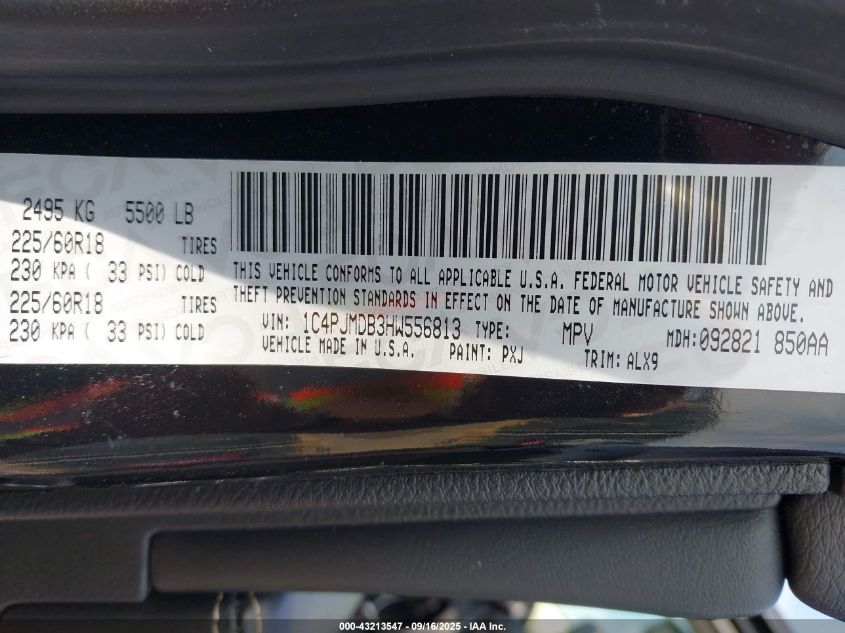 2495 KG 5500 LB
225/60R18 TIRES
230 KPA ( 33 PSI) COLD
225/60R18 TIRES
230 KPA ( 33 PSI) COLD
THIS VEHICLE CONFORMS TO ALL APPLICABLE U.S.A. FEDERAL MOTOR VEHICLE SAFETY AND
THEFT PREVENTION STANDARDS IN EFFECT ON THE DATE OF MANUFACTURE SHOWN ABOVE.
VIN: 1C4PJMDB3HW556813 TYPE: MPV MDH:092821 850AA
VEHICLE MADE IN U.S.A. PAINT: PXJ TRIM: ALX9
000-43213547 - 09/16/2025 - IAA Inc.